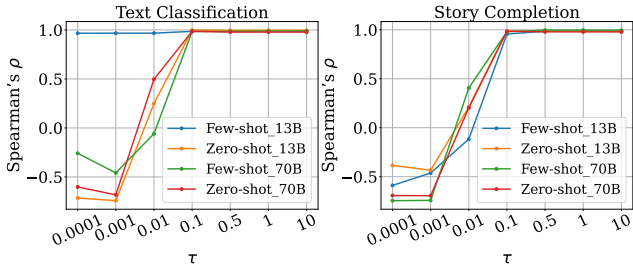 Text Classification
Spearman's ρ
1.0
0.5
0.0
−0.5
0.0001
0.001
0.01
0.1
0.5
1
10
τ
Few-shot_13B
Zero-shot_13B
Few-shot_70B
Zero-shot_70B
Story Completion
Spearman's ρ
1.0
0.5
0.0
−0.5
0.0001
0.001
0.01
0.1
0.5
1
10
τ
Few-shot_13B
Zero-shot_13B
Few-shot_70B
Zero-shot_70B